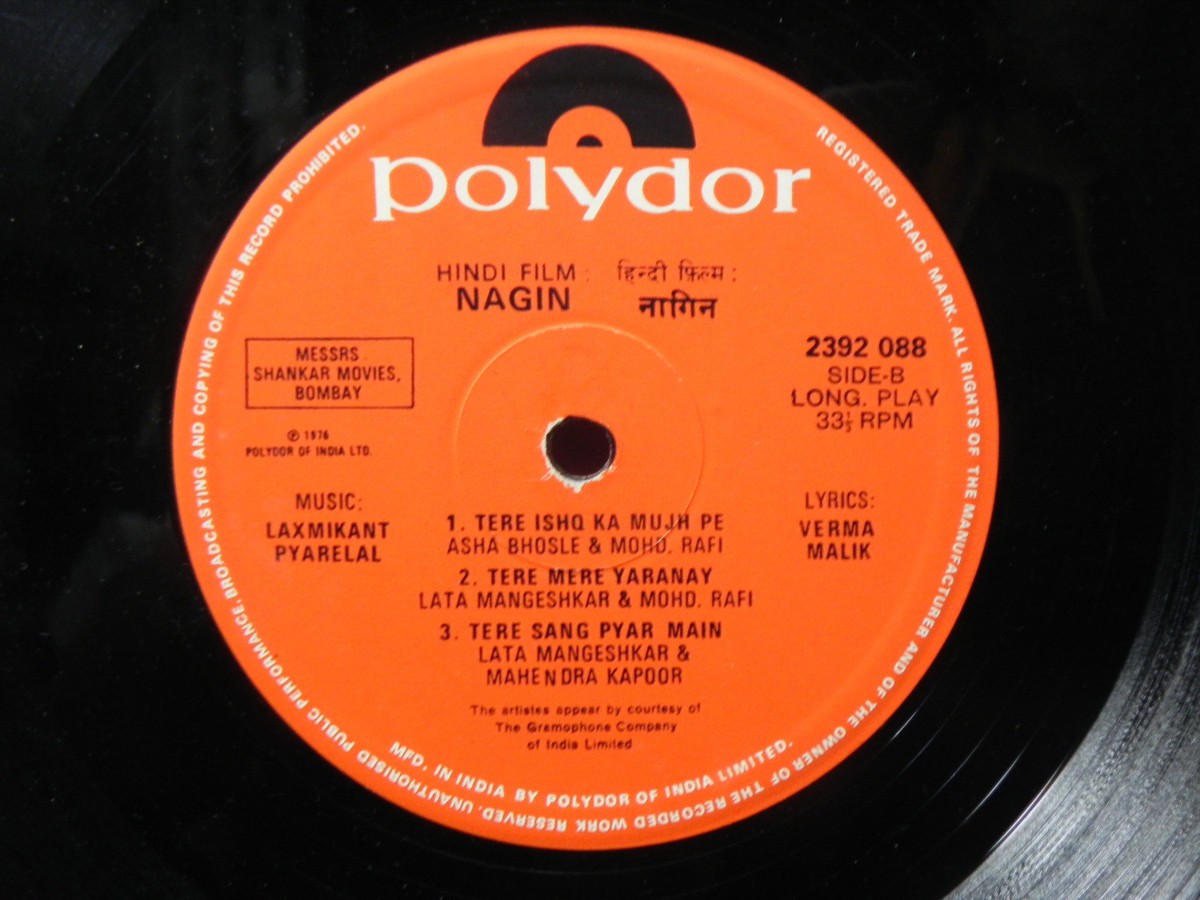 polydor
HINDI FILM : हिन्दी फ़िल्म :
NAGIN नागिन
MESSRS
SHANKAR MOVIES,
BOMBAY
℗ 1976
POLYDOR OF INDIA LTD.
2392 088
SIDE-B
LONG. PLAY
33⅓ RPM
MUSIC:
LAXMIKANT
PYARELAL
LYRICS:
VERMA
MALIK
1. TERE ISHQ KA MUJH PE
ASHA BHOSLE & MOHD. RAFI
2. TERE MERE YARANAY
LATA MANGESHKAR & MOHD. RAFI
3. TERE SANG PYAR MAIN
LATA MANGESHKAR &
MAHENDRA KAPOOR
The artistes appear by courtesy of
The Gramophone Company
of India Limited
MFD, IN INDIA BY POLYDOR OF INDIA LIMITED.
REGISTERED TRADE MARK. ALL RIGHTS OF THE MANUFACTURER AND OF THE OWNER OF THE RECORDED WORK RESERVED. UNAUTHORISED PUBLIC PERFORMANCE, BROADCASTING AND COPYING OF THIS RECORD PROHIBITED.